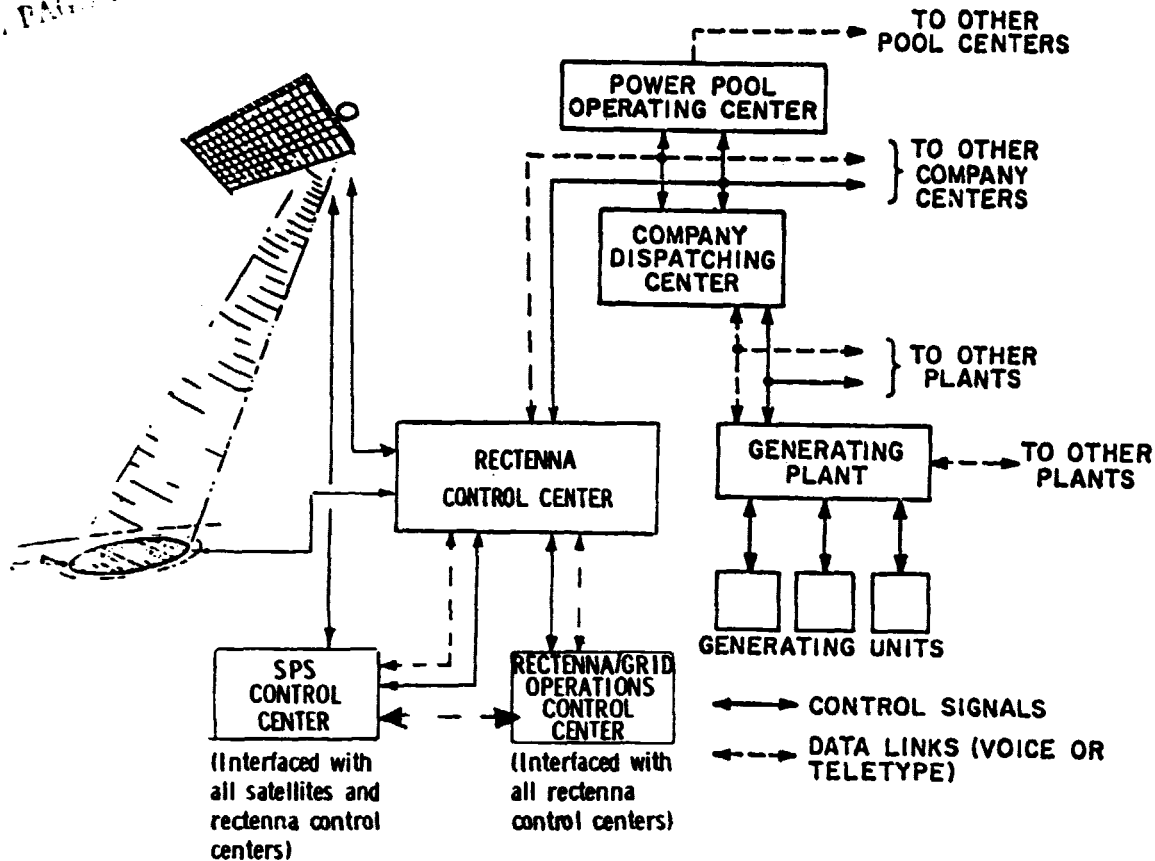 TO OTHER
POOL CENTERS
POWER POOL
OPERATING CENTER
TO OTHER
COMPANY
CENTERS
COMPANY
DISPATCHING
CENTER
TO OTHER
PLANTS
RECTENNA
CONTROL CENTER
GENERATING
PLANT
TO OTHER
PLANTS
GENERATING UNITS
SPS
CONTROL
CENTER
RECTENNA/GRID
OPERATIONS
CONTROL
CENTER
(Interfaced with
all satellites and
rectenna control
centers)
(Interfaced with
all rectenna
control centers)
CONTROL SIGNALS
DATA LINKS (VOICE OR
TELETYPE)